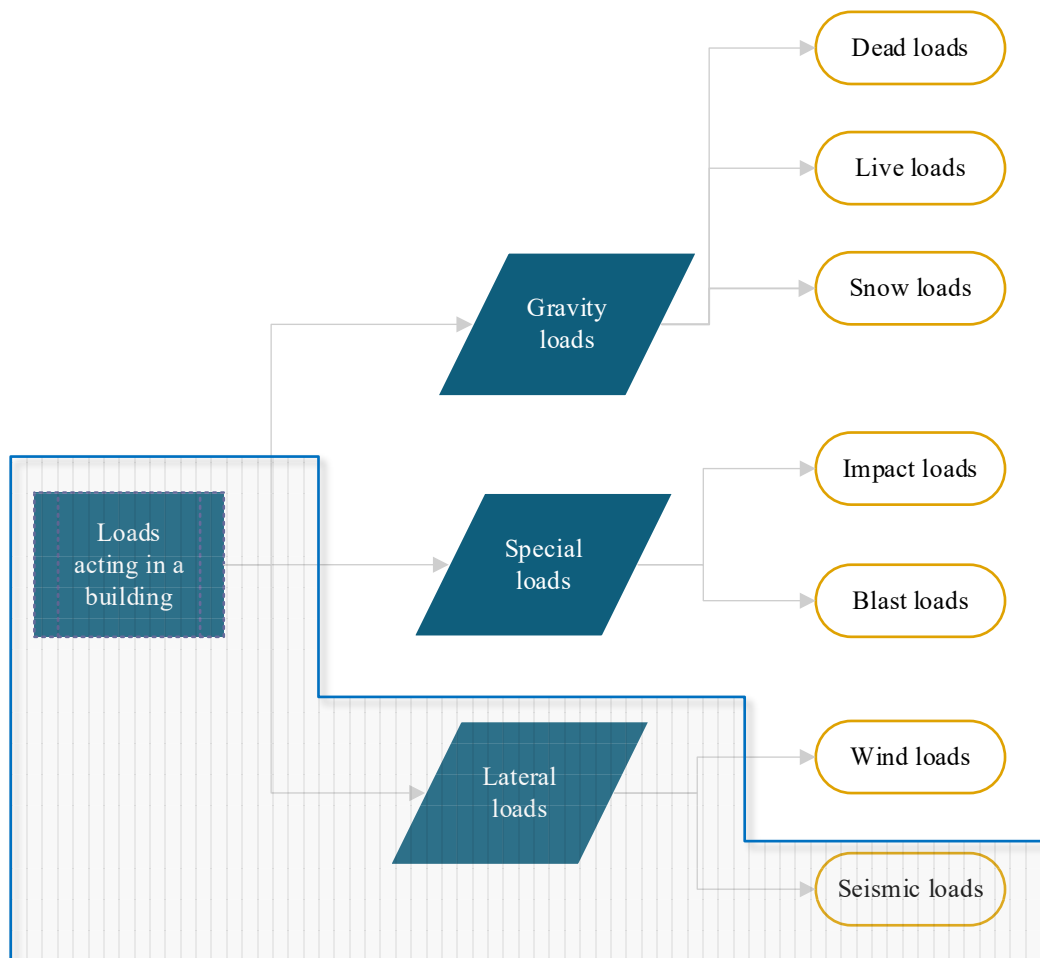 Dead loads
Live loads
Snow loads
Gravity
loads
Impact loads
Special
loads
Blast loads
Loads
acting in a
building
Wind loads
Lateral
loads
Seismic loads